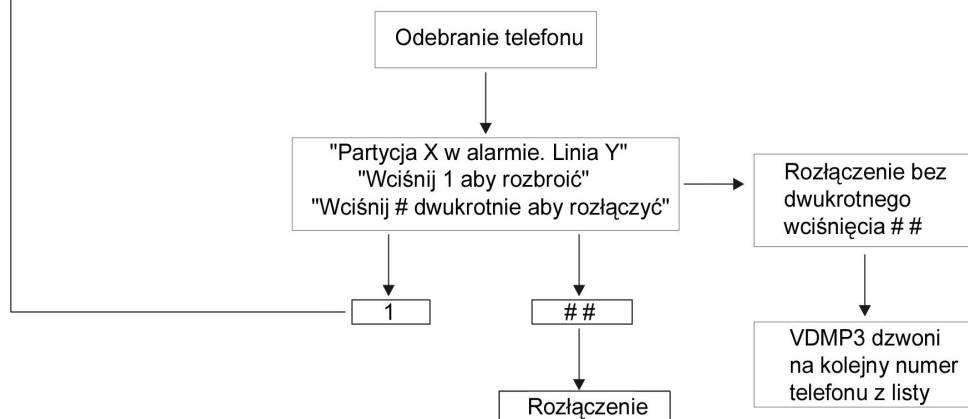 Odebranie telefonu
"Partycja X w alarmie. Linia Y"
"Wciśnij 1 aby rozbroić"
"Wciśnij # dwukrotnie aby rozłączyć"
Rozłączenie bez
dwukrotnego
wciśnięcia # #
1
# #
VDMP3 dzwoni
na kolejny numer
telefonu z listy
Rozłączenie